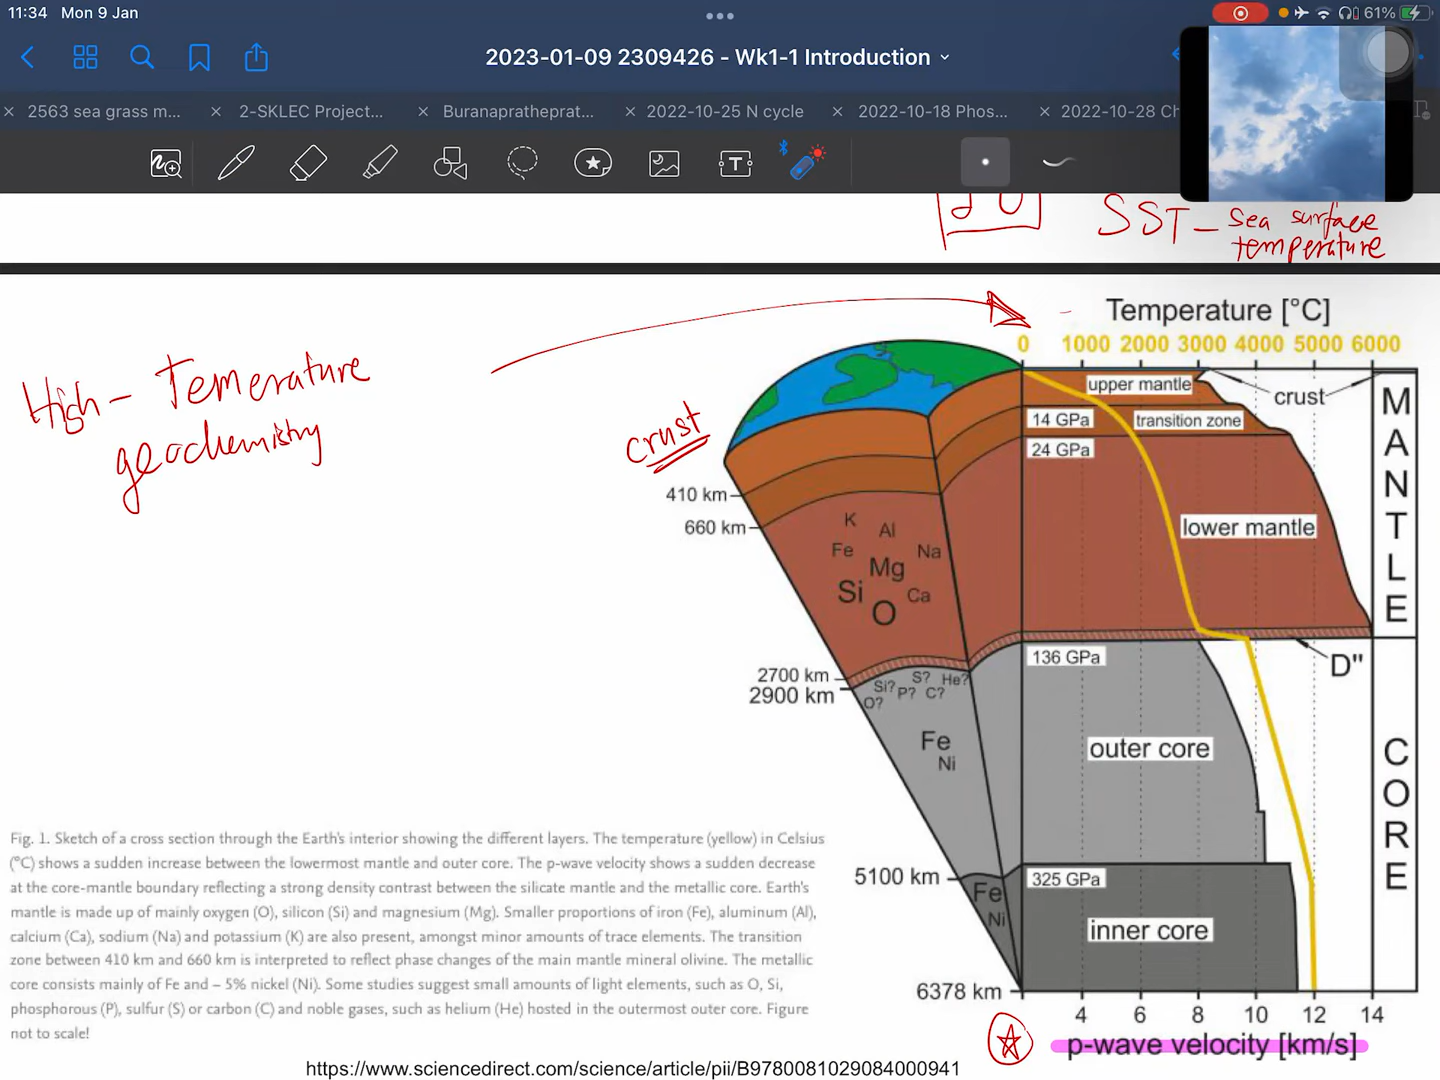 11:34 Mon 9 Jan
61%
2023-01-09 2309426 - Wk1-1 Introduction
2563 sea grass m...
2-SKLEC Project...
Buranapratheprat...
2022-10-25 N cycle
2022-10-18 Phos...
2022-10-28 Ch
SST - Sea surface
temperature
High - Temerature
geochemistry
crust
Temperature [°C]
0 1000 2000 3000 4000 5000 6000
upper mantle
crust
14 GPa
transition zone
24 GPa
lower mantle
MANTLE
410 km
660 km
K Al
Fe Na
Mg
Si Ca
O
2700 km
2900 km
136 GPa
D"
S? He?
Si? P? C?
O?
Fe
Ni
outer core
CORE
5100 km
325 GPa
Fe
Ni
inner core
6378 km
4 6 8 10 12 14
p-wave velocity [km/s]
Fig. 1. Sketch of a cross section through the Earth's interior showing the different layers. The temperature (yellow) in Celsius
(°C) shows a sudden increase between the lowermost mantle and outer core. The p-wave velocity shows a sudden decrease
at the core-mantle boundary reflecting a strong density contrast between the silicate mantle and the metallic core. Earth's
mantle is made up of mainly oxygen (O), silicon (Si) and magnesium (Mg). Smaller proportions of iron (Fe), aluminum (Al),
calcium (Ca), sodium (Na) and potassium (K) are also present, amongst minor amounts of trace elements. The transition
zone between 410 km and 660 km is interpreted to reflect phase changes of the main mantle mineral olivine. The metallic
core consists mainly of Fe and – 5% nickel (Ni). Some studies suggest small amounts of light elements, such as O, Si,
phosphorous (P), sulfur (S) or carbon (C) and noble gases, such as helium (He) hosted in the outermost outer core. Figure
not to scale!
https://www.sciencedirect.com/science/article/pii/B9780081029084000941